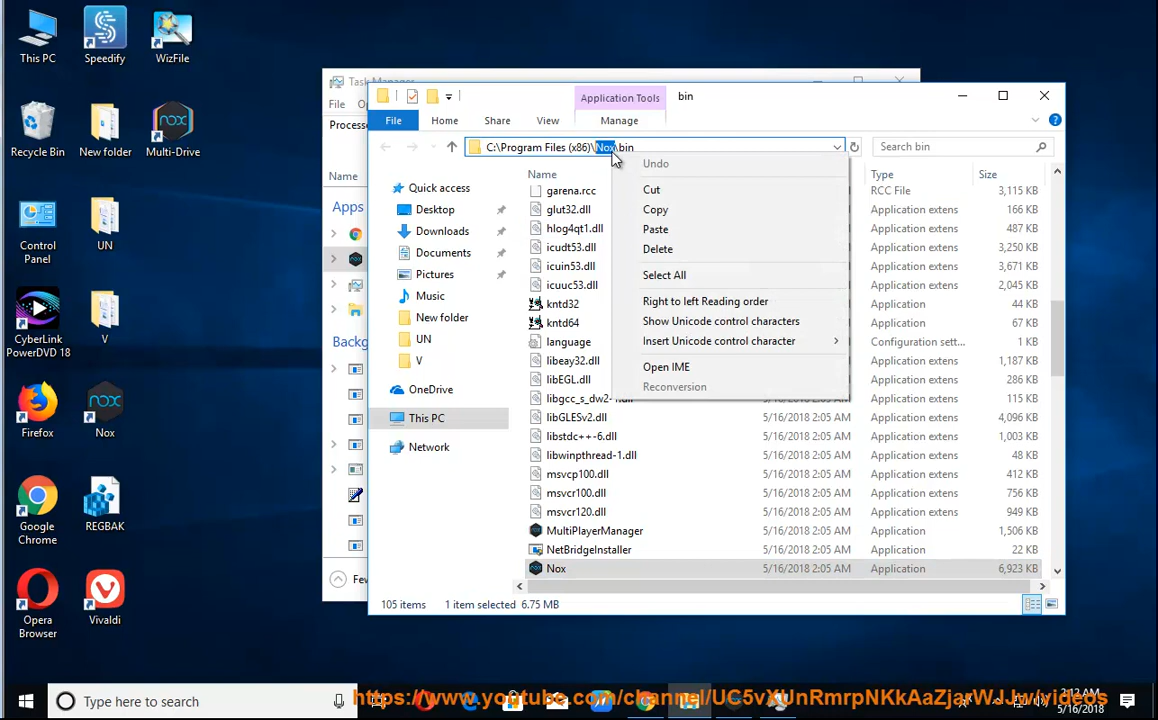 This PC
Speedify
WizFile
Recycle Bin
New folder
Multi-Drive
Control Panel
UN
CyberLink PowerDVD 18
V
Firefox
Nox
Google Chrome
REGBAK
Opera Browser
Vivaldi
Task Manager
File
Processe
Name
Apps
Backg
Few
Application Tools
bin
File
Home
Share
View
Manage
C:\Program Files (x86)\Nox\bin
Search bin
Quick access
Desktop
Downloads
Documents
Pictures
Music
New folder
UN
V
OneDrive
This PC
Network
Name
Type
Size
garena.rcc RCC File 3,115 KB
glut32.dll Application extens 166 KB
hlog4qt1.dll Application extens 487 KB
icudt53.dll Application extens 3,250 KB
icuin53.dll Application extens 3,671 KB
icuuc53.dll Application extens 2,045 KB
kntd32 Application 44 KB
kntd64 Application 67 KB
language Configuration sett... 1 KB
libeay32.dll Application extens 1,187 KB
libEGL.dll Application extens 286 KB
libgcc_s_dw2-1.dll 5/16/2018 2:05 AM Application extens 115 KB
libGLESv2.dll 5/16/2018 2:05 AM Application extens 4,096 KB
libstdc++-6.dll 5/16/2018 2:05 AM Application extens 1,003 KB
libwinpthread-1.dll 5/16/2018 2:05 AM Application extens 48 KB
msvcp100.dll 5/16/2018 2:05 AM Application extens 412 KB
msvcr100.dll 5/16/2018 2:05 AM Application extens 756 KB
msvcr120.dll 5/16/2018 2:05 AM Application extens 949 KB
MultiPlayerManager 5/16/2018 2:05 AM Application 1,506 KB
NetBridgeInstaller 5/16/2018 2:05 AM Application 22 KB
Nox 5/16/2018 2:05 AM Application 6,923 KB
Undo
Cut
Copy
Paste
Delete
Select All
Right to left Reading order
Show Unicode control characters
Insert Unicode control character
Open IME
Reconversion
105 items 1 item selected 6.75 MB
Type here to search
2:12 AM
5/16/2018